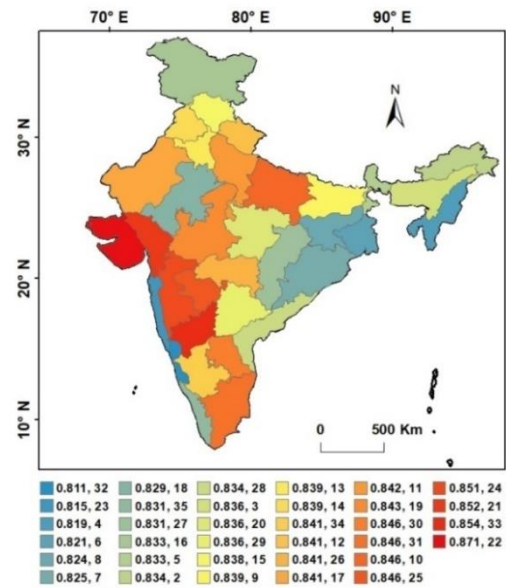 70° E 80° E 90° E
N
30° N
20° N
10° N
0 500 Km
0.811, 32 0.829, 18 0.834, 28 0.839, 13 0.842, 11 0.851, 24
0.815, 23 0.831, 35 0.836, 3 0.839, 14 0.843, 19 0.852, 21
0.819, 4 0.831, 27 0.836, 20 0.841, 34 0.846, 30 0.854, 33
0.821, 6 0.833, 16 0.836, 29 0.841, 12 0.846, 31 0.871, 22
0.824, 8 0.833, 5 0.838, 15 0.841, 26 0.846, 10
0.825, 7 0.834, 2 0.839, 9 0.841, 17 0.846, 25